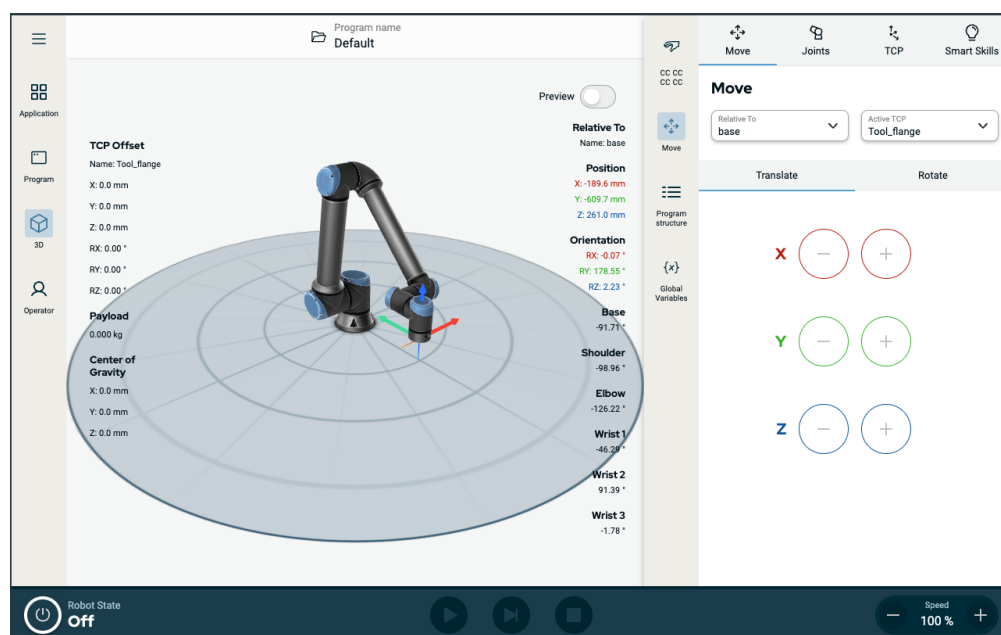 Program name
Default
Application
Program
3D
Operator
Preview
TCP Offset
Name: Tool_flange
X: 0.0 mm
Y: 0.0 mm
Z: 0.0 mm
RX: 0.00 °
RY: 0.00 °
RZ: 0.00 °
Payload
0.000 kg
Center of
Gravity
X: 0.0 mm
Y: 0.0 mm
Z: 0.0 mm
Relative To
Name: base
Position
X: -189.6 mm
Y: -609.7 mm
Z: 261.0 mm
Orientation
RX: -0.07 °
RY: 178.55 °
RZ: 2.23 °
Base
-91.71 °
Shoulder
-98.96 °
Elbow
-126.22 °
Wrist 1
-46.29 °
Wrist 2
91.39 °
Wrist 3
-1.78 °
CC CC
CC CC
Move
Program
structure
{x}
Global
Variables
Move
Joints
TCP
Smart Skills
Move
Relative To
base
Active TCP
Tool_flange
Translate
Rotate
X
Y
Z
Robot State
Off
Speed
100 %